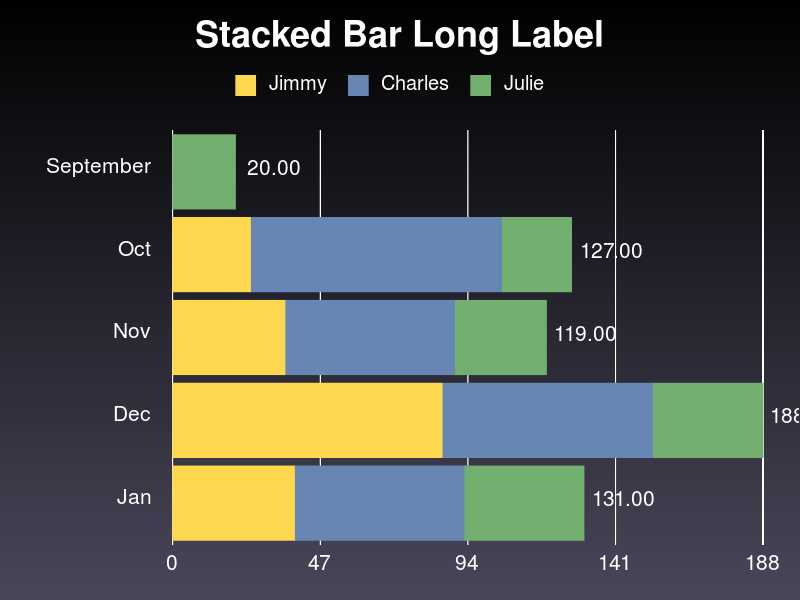 Stacked Bar Long Label
Jimmy Charles Julie
September 20.00
Oct 127.00
Nov 119.00
Dec 188
Jan 131.00
0 47 94 141 188